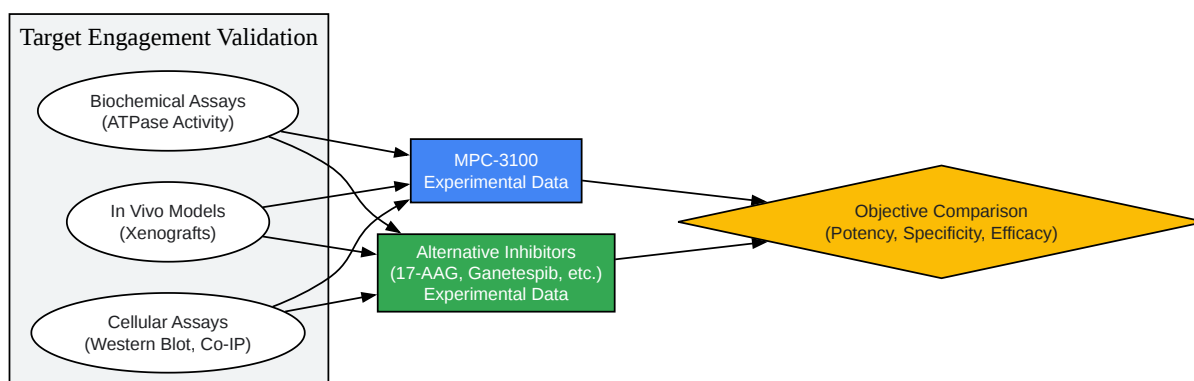 Target Engagement Validation
Biochemical Assays
(ATPase Activity)
In Vivo Models
(Xenografts)
Cellular Assays
(Western Blot, Co-IP)
MPC-3100
Experimental Data
Alternative Inhibitors
(17-AAG, Ganetespib, etc.)
Experimental Data
Objective Comparison
(Potency, Specificity, Efficacy)